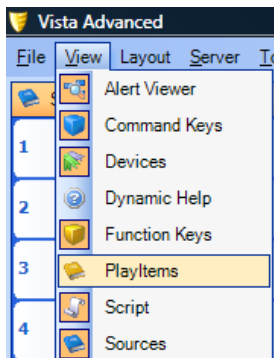 Vista Advanced
File View Layout Server
Alert Viewer
Command Keys
1
Devices
2
Dynamic Help
Function Keys
3
PlayItems
Script
4
Sources